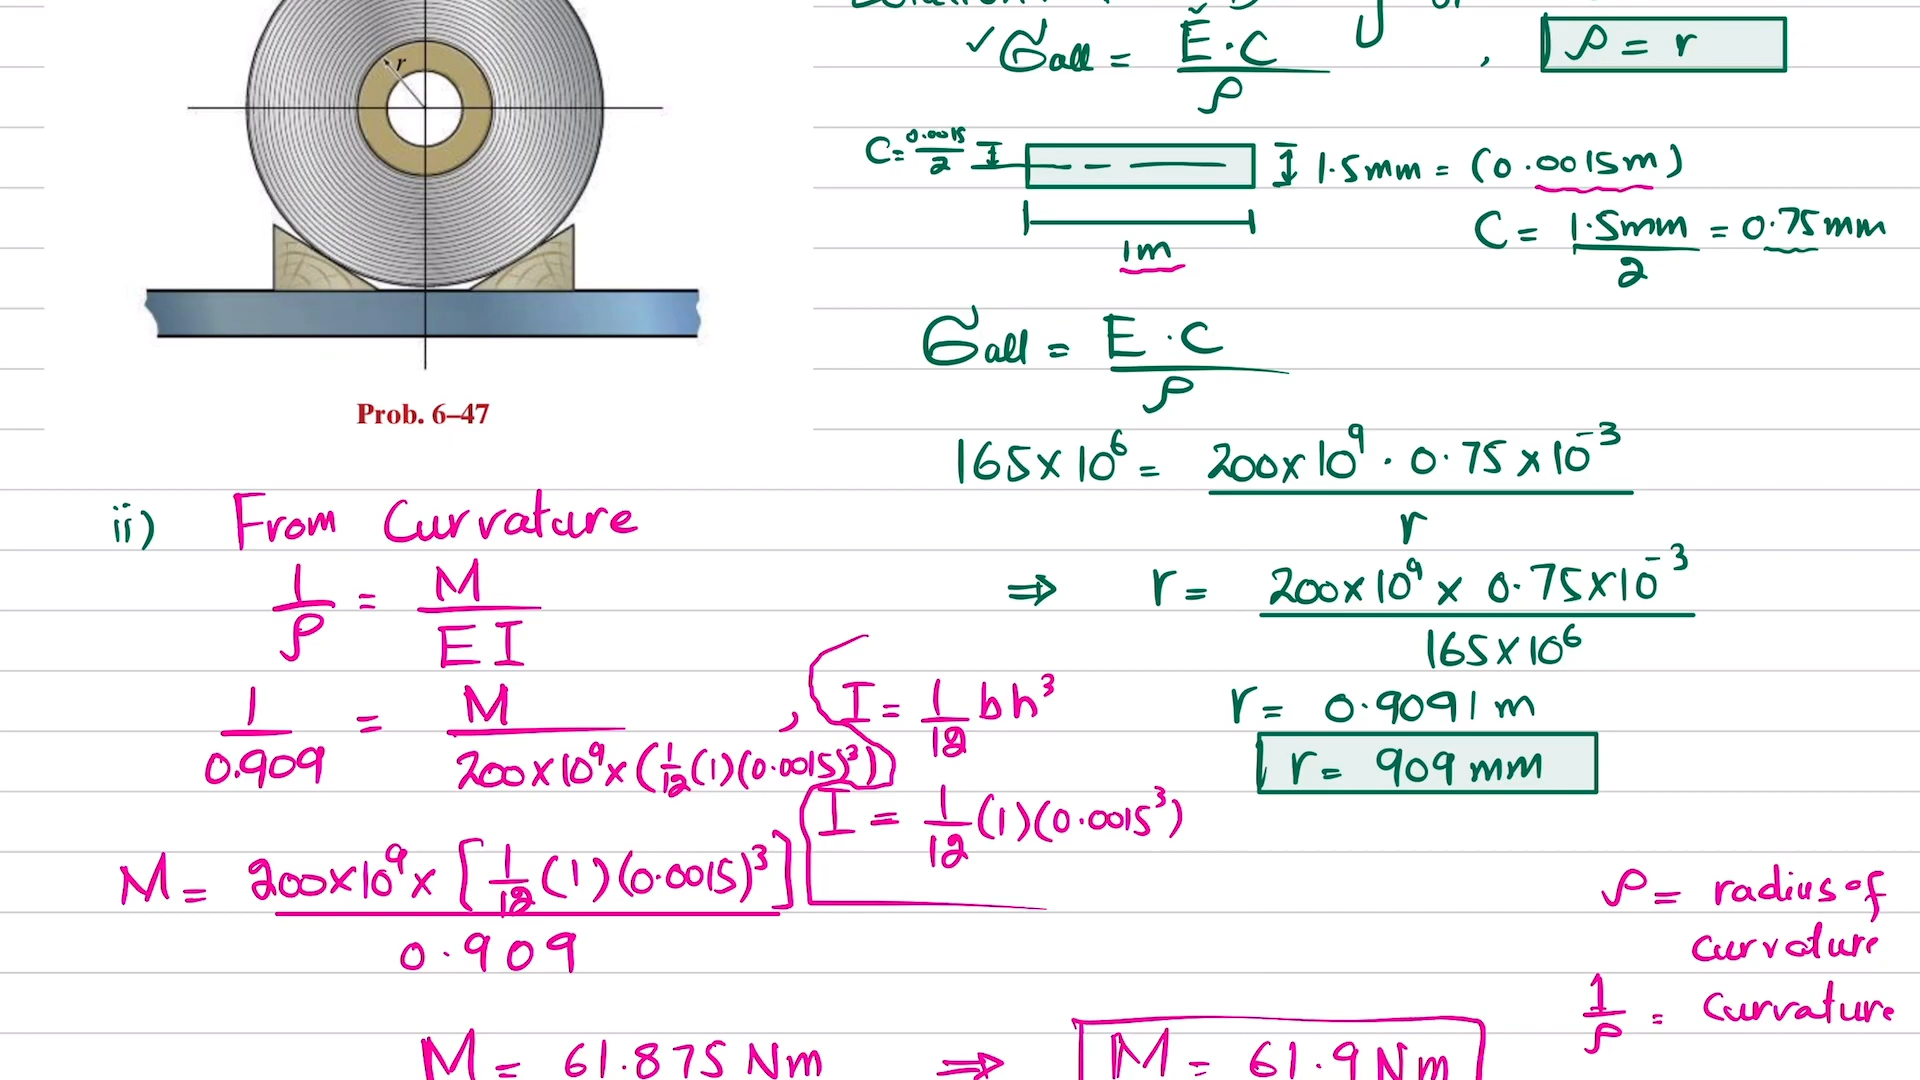 r
Prob. 6–47
σall = E·C / ρ , ρ = r
C = 0.0015/2
1.5mm = (0.0015m)
1m
C = 1.5mm/2 = 0.75mm
σall = E·C / ρ
165×10⁶ = 200×10⁹ · 0.75×10⁻³ / r
⇒ r = 200×10⁹ × 0.75×10⁻³ / 165×10⁶
r = 0.9091 m
r = 909 mm
ii) From Curvature
1/ρ = M / EI
1/0.909 = M / 200×10⁹×(1/12(1)(0.0015)³)) , I = 1/12 bh³
I = 1/12 (1)(0.0015³)
M = 200×10⁹× [1/12 (1)(0.0015)³] / 0.909
M = 61.875 Nm ⇒ M = 61.9 Nm
ρ = radius of
curvature
1/ρ = curvature